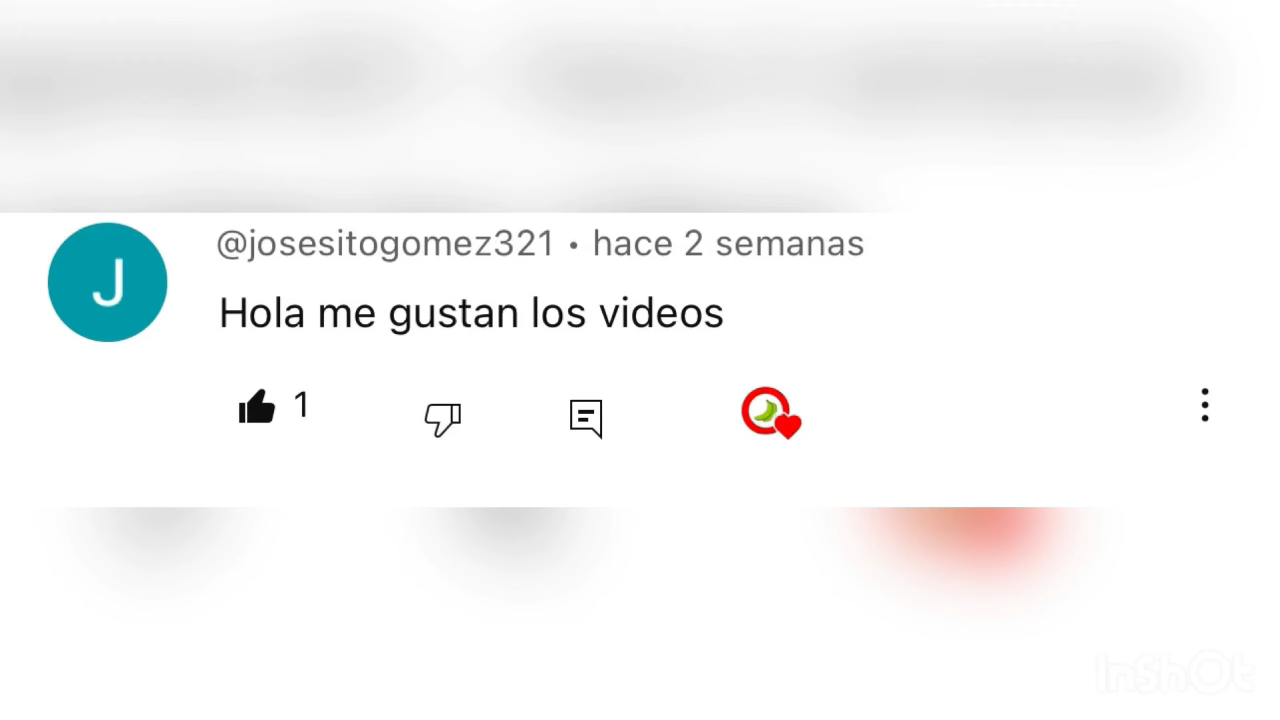 @josesitogomez321 • hace 2 semanas
J
Hola me gustan los videos
1
InShOt